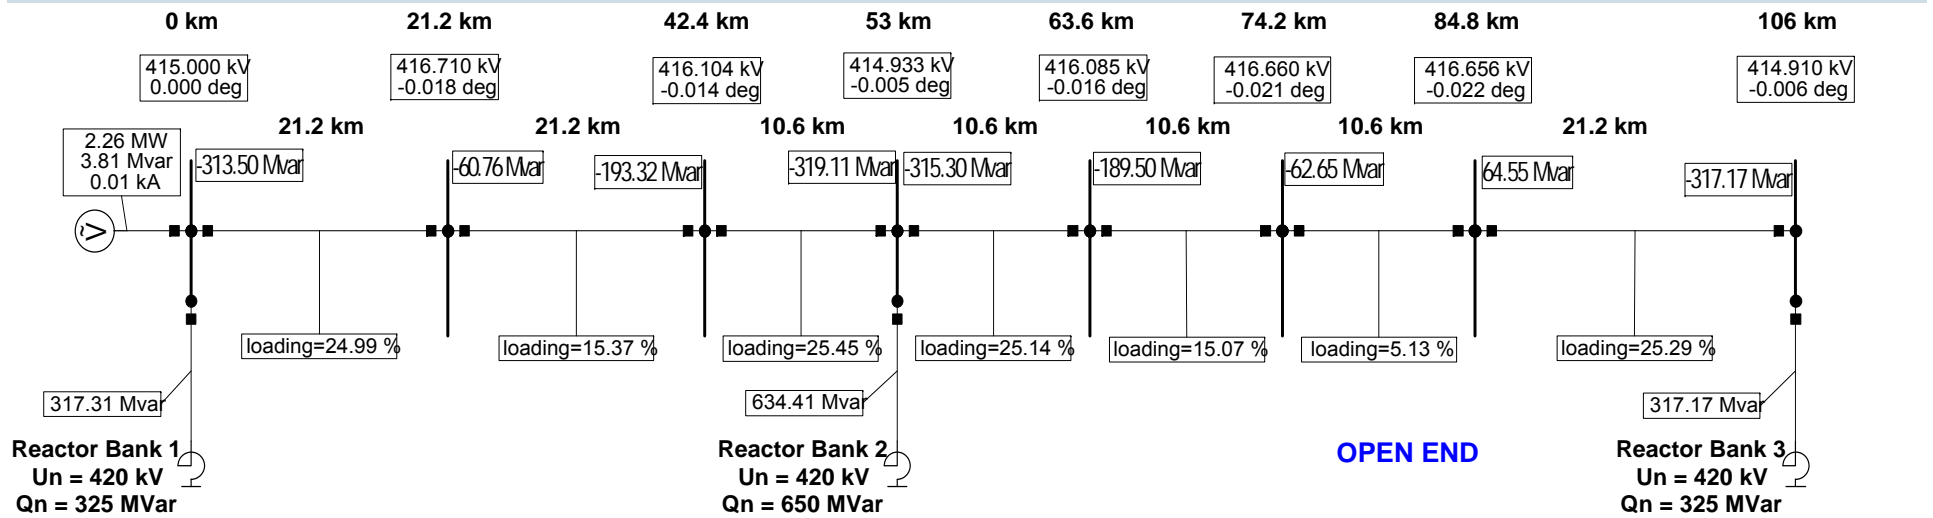 0 km 21.2 km 42.4 km 53 km 63.6 km 74.2 km 84.8 km 106 km
415.000 kV 416.710 kV 416.104 kV 414.933 kV 416.085 kV 416.660 kV 416.656 kV 414.910 kV
0.000 deg -0.018 deg -0.014 deg -0.005 deg -0.016 deg -0.021 deg -0.022 deg -0.006 deg
21.2 km 21.2 km 10.6 km 10.6 km 10.6 km 10.6 km 21.2 km
2.26 MW
3.81 Mvar
0.01 kA
-313.50 Mvar -60.76 Mvar -193.32 Mvar -319.11 Mvar -315.30 Mvar -189.50 Mvar -62.65 Mvar 64.55 Mvar -317.17 Mvar
V~
loading=24.99 % loading=15.37 % loading=25.45 % loading=25.14 % loading=15.07 % loading=5.13 % loading=25.29 %
317.31 Mvar 634.41 Mvar 317.17 Mvar
Reactor Bank 1
Un = 420 kV
Qn = 325 MVar
Reactor Bank 2
Un = 420 kV
Qn = 650 MVar
OPEN END
Reactor Bank 3
Un = 420 kV
Qn = 325 MVar